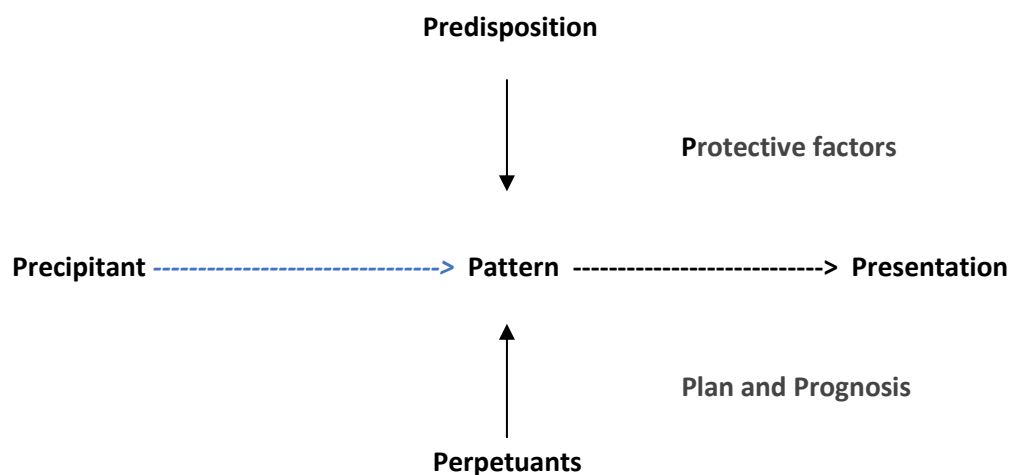 Predisposition
Protective factors
Precipitant --------------------------------> Pattern ----------------------------> Presentation
Plan and Prognosis
Perpetuants